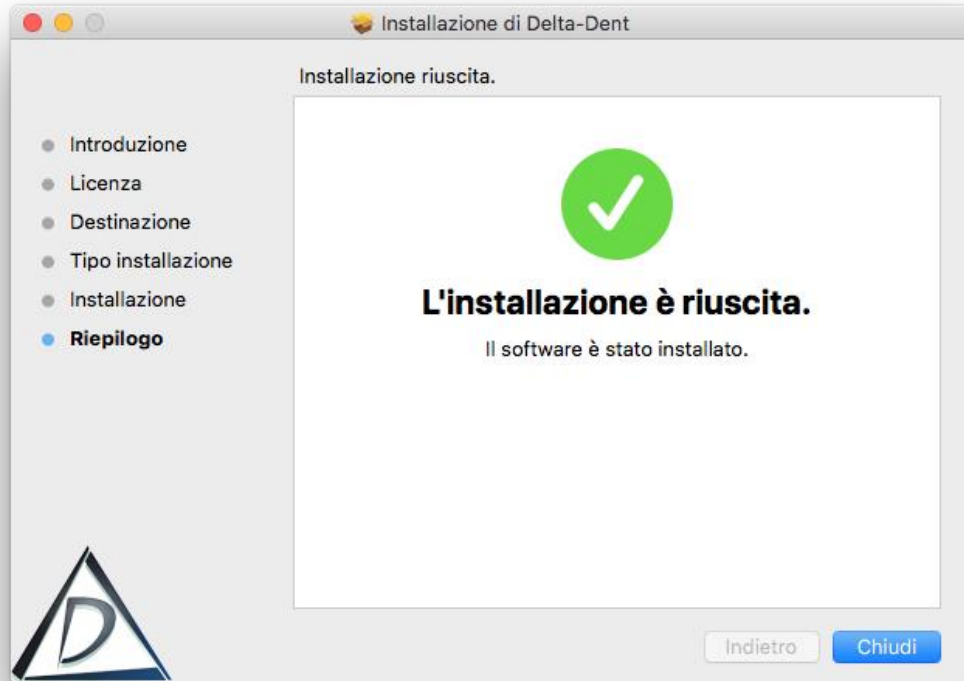 Installazione di Delta-Dent
Installazione riuscita.
Introduzione
Licenza
Destinazione
Tipo installazione
Installazione
Riepilogo
L'installazione è riuscita.
Il software è stato installato.
D
Indietro
Chiudi